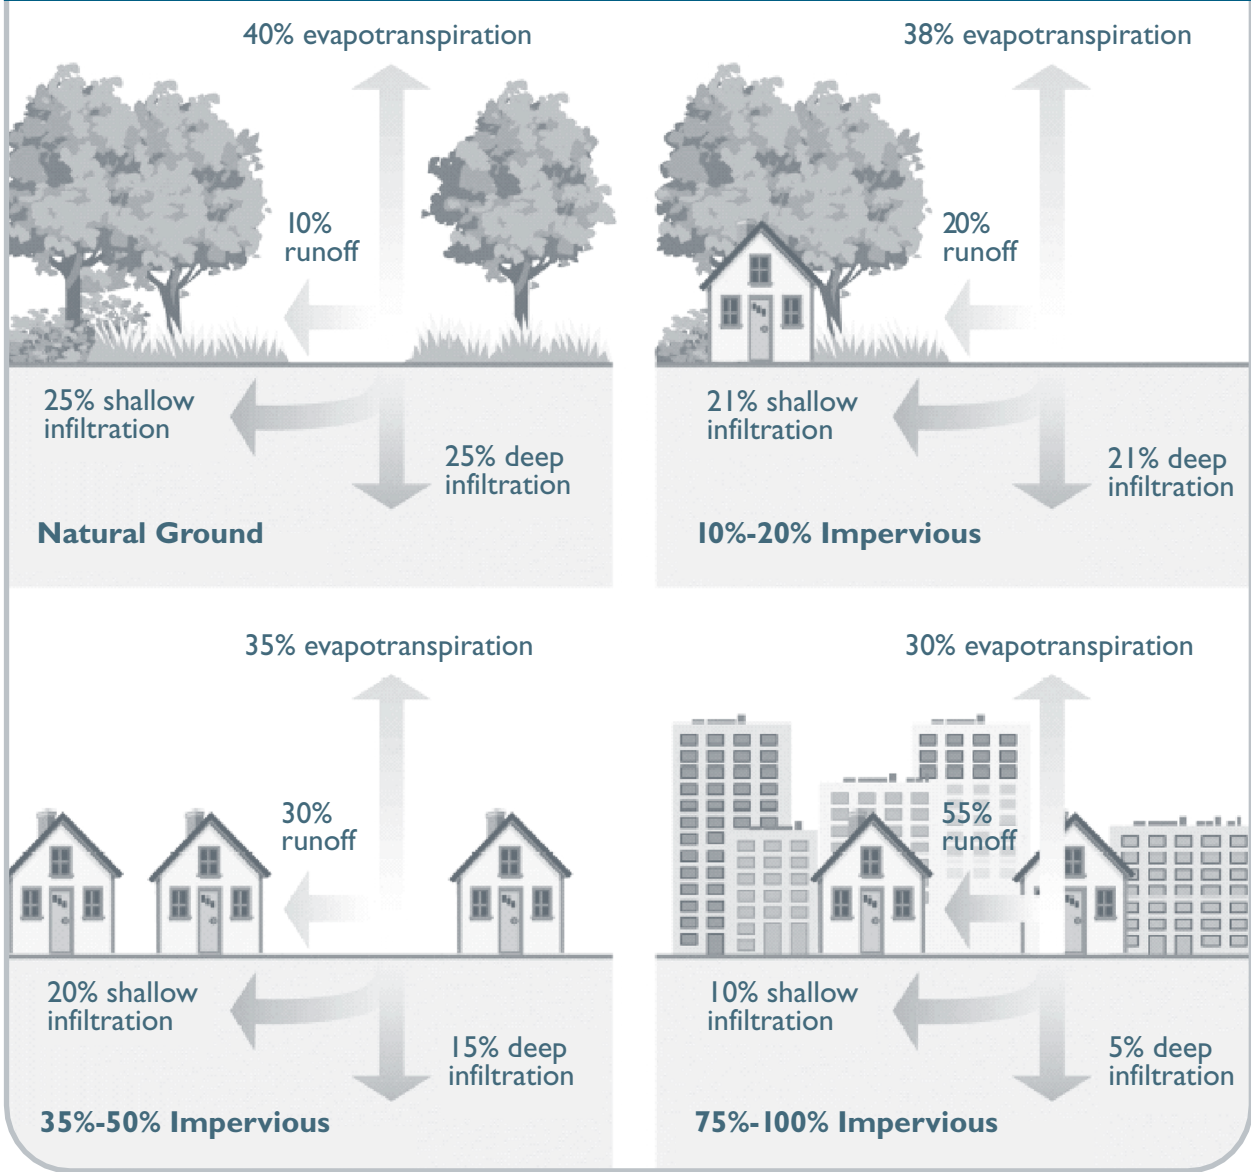 40% evapotranspiration
10%
runoff
25% shallow
infiltration
25% deep
infiltration
Natural Ground
38% evapotranspiration
20%
runoff
21% shallow
infiltration
21% deep
infiltration
10%-20% Impervious
35% evapotranspiration
30%
runoff
20% shallow
infiltration
15% deep
infiltration
35%-50% Impervious
30% evapotranspiration
55%
runoff
10% shallow
infiltration
5% deep
infiltration
75%-100% Impervious